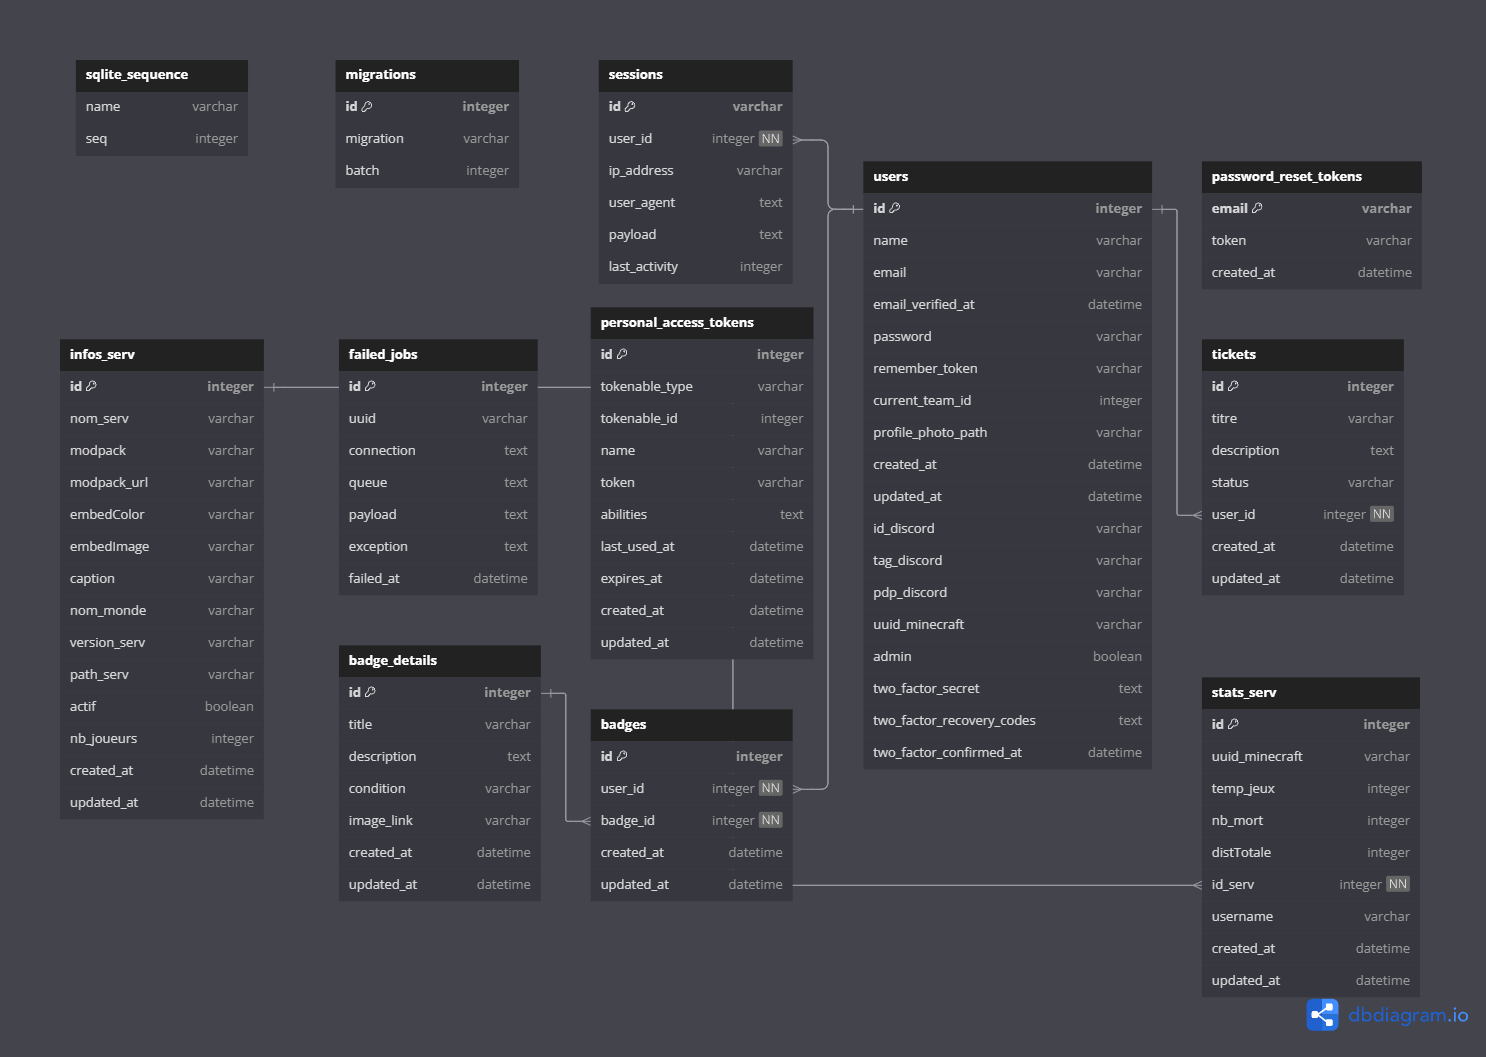 sqlite_sequence
name varchar
seq integer
migrations
id integer
migration varchar
batch integer
sessions
id varchar
user_id integer NN
ip_address varchar
user_agent text
payload text
last_activity integer
users
id integer
name varchar
email varchar
email_verified_at datetime
password varchar
remember_token varchar
current_team_id integer
profile_photo_path varchar
created_at datetime
updated_at datetime
id_discord varchar
tag_discord varchar
pdp_discord varchar
uuid_minecraft varchar
admin boolean
two_factor_secret text
two_factor_recovery_codes text
two_factor_confirmed_at datetime
password_reset_tokens
email varchar
token varchar
created_at datetime
infos_serv
id integer
nom_serv varchar
modpack varchar
modpack_url varchar
embedColor varchar
embedImage varchar
caption varchar
nom_monde varchar
version_serv varchar
path_serv varchar
actif boolean
nb_joueurs integer
created_at datetime
updated_at datetime
failed_jobs
id integer
uuid varchar
connection text
queue text
payload text
exception text
failed_at datetime
personal_access_tokens
id integer
tokenable_type varchar
tokenable_id integer
name varchar
token varchar
abilities text
last_used_at datetime
expires_at datetime
created_at datetime
updated_at datetime
tickets
id integer
titre varchar
description text
status varchar
user_id integer NN
created_at datetime
updated_at datetime
badge_details
id integer
title varchar
description text
condition varchar
image_link varchar
created_at datetime
updated_at datetime
badges
id integer
user_id integer NN
badge_id integer NN
created_at datetime
updated_at datetime
stats_serv
id integer
uuid_minecraft varchar
temp_jeux integer
nb_mort integer
distTotale integer
id_serv integer NN
username varchar
created_at datetime
updated_at datetime
dbdiagram.io